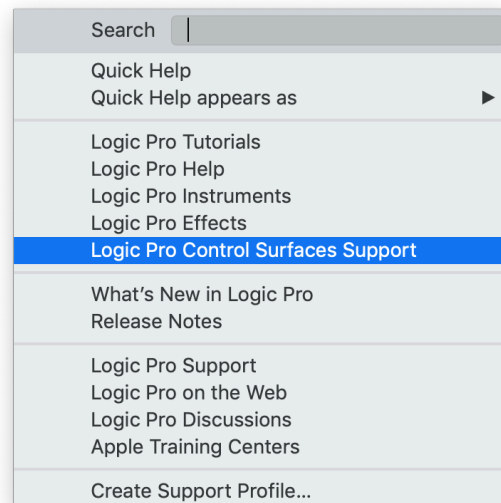 Search
Quick Help
Quick Help appears as
Logic Pro Tutorials
Logic Pro Help
Logic Pro Instruments
Logic Pro Effects
Logic Pro Control Surfaces Support
What’s New in Logic Pro
Release Notes
Logic Pro Support
Logic Pro on the Web
Logic Pro Discussions
Apple Training Centers
Create Support Profile...